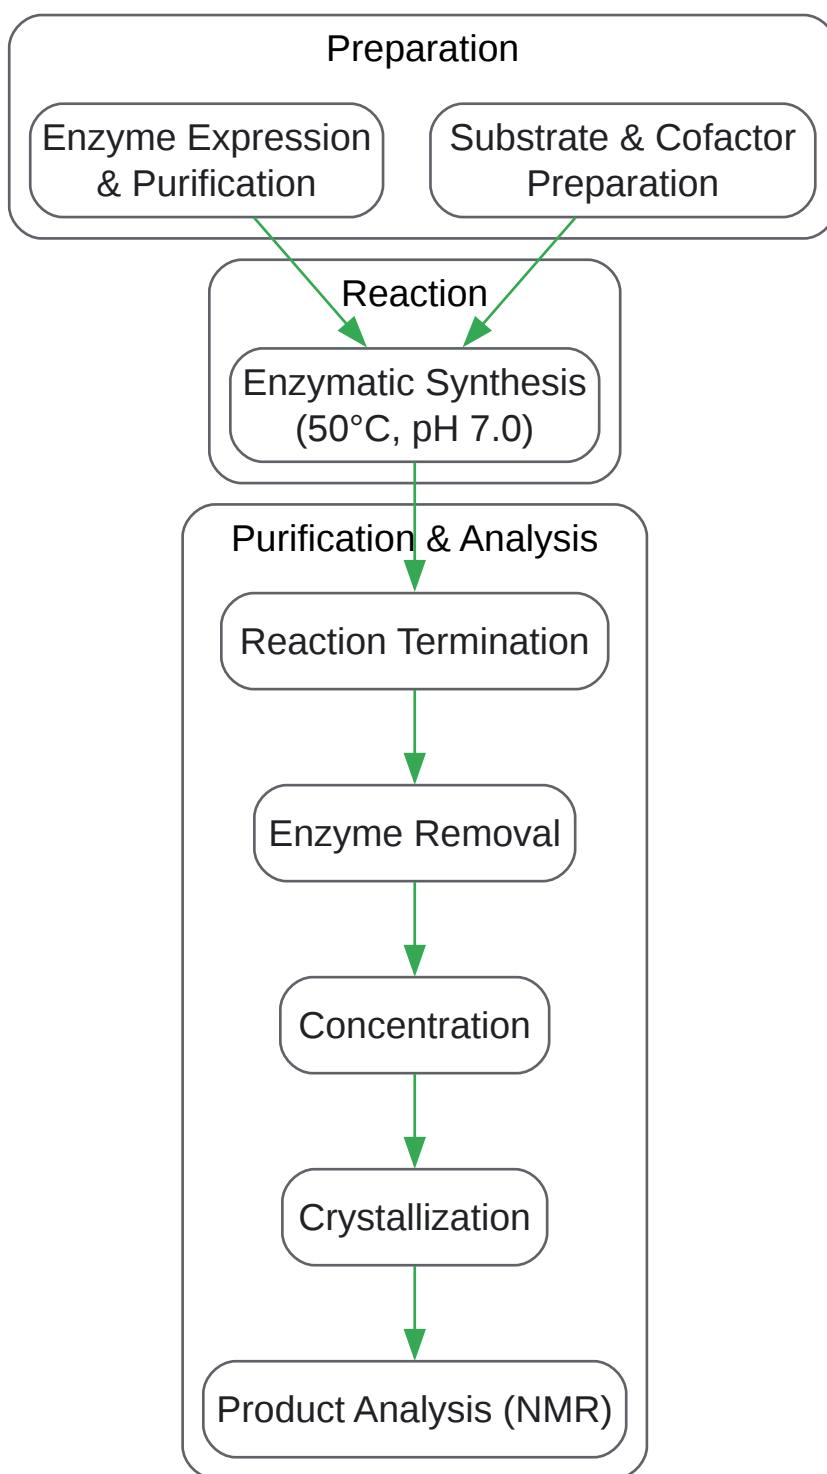 Preparation
Enzyme Expression
& Purification
Substrate & Cofactor
Preparation
Reaction
Enzymatic Synthesis
(50°C, pH 7.0)
Purification & Analysis
Reaction Termination
Enzyme Removal
Concentration
Crystallization
Product Analysis (NMR)